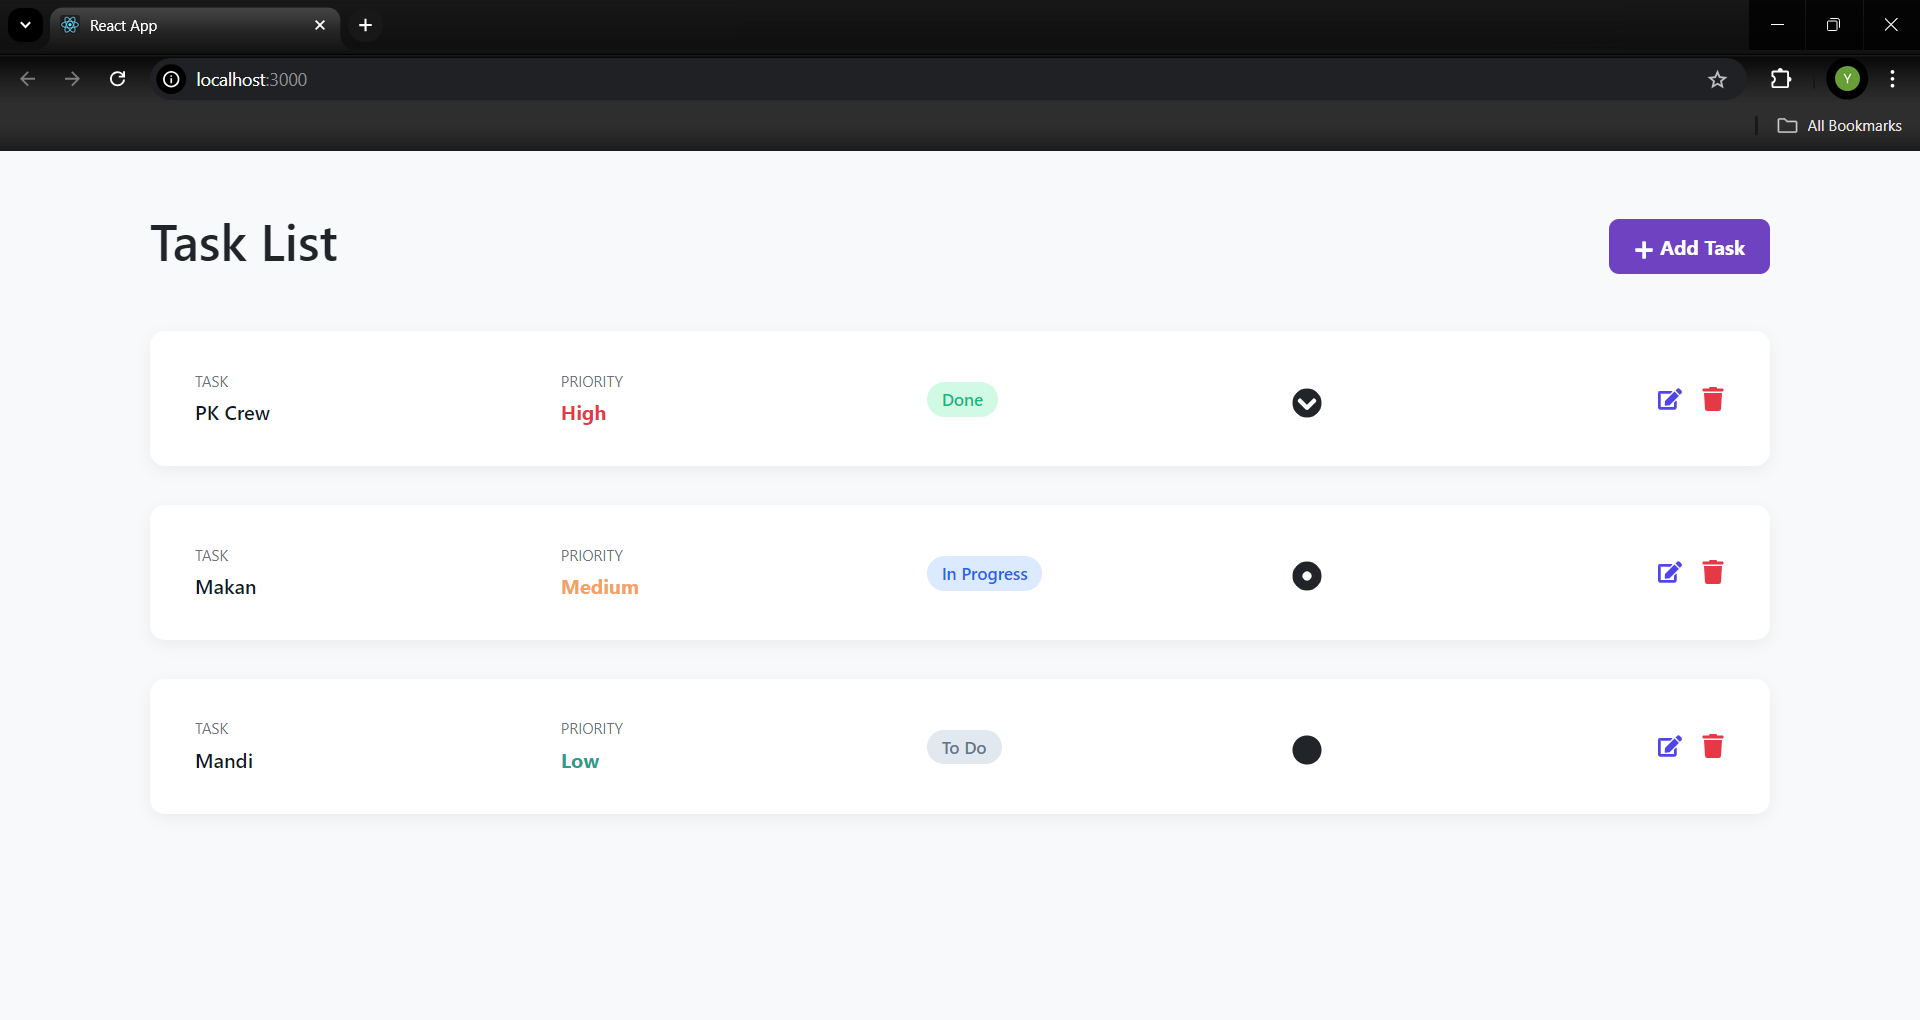 React App
localhost:3000
Y
All Bookmarks
Task List
+ Add Task
TASK
PRIORITY
PK Crew
High
Done
TASK
PRIORITY
Makan
Medium
In Progress
TASK
PRIORITY
Mandi
Low
To Do